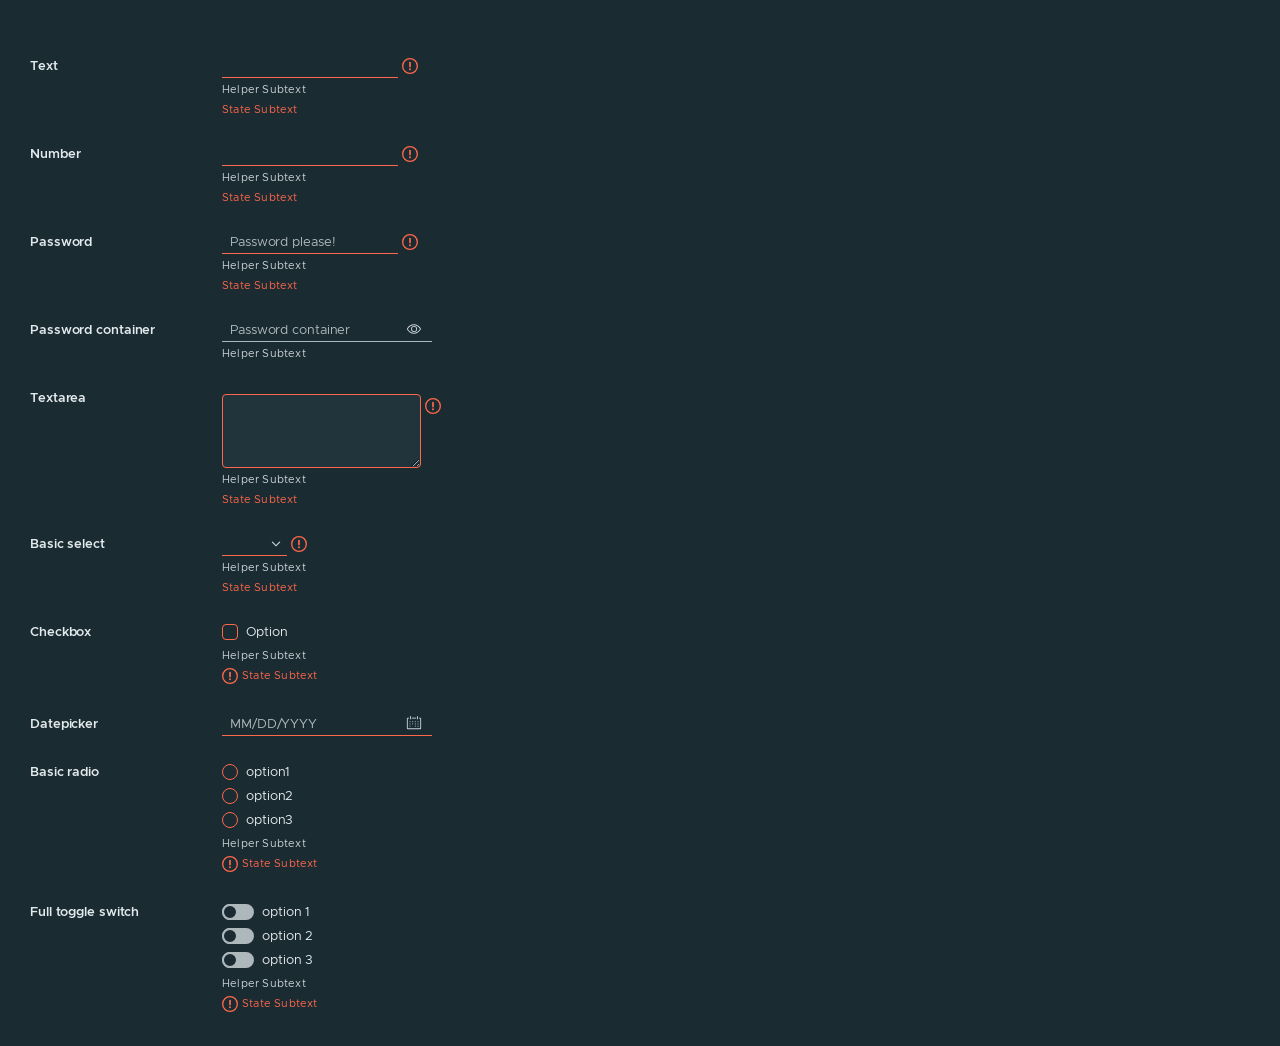 Text
Helper Subtext
State Subtext
Number
Helper Subtext
State Subtext
Password Password please!
Helper Subtext
State Subtext
Password container Password container
Helper Subtext
Textarea
Helper Subtext
State Subtext
Basic select
Helper Subtext
State Subtext
Checkbox Option
Helper Subtext
State Subtext
Datepicker MM/DD/YYYY
Basic radio option1
option2
option3
Helper Subtext
State Subtext
Full toggle switch option 1
option 2
option 3
Helper Subtext
State Subtext